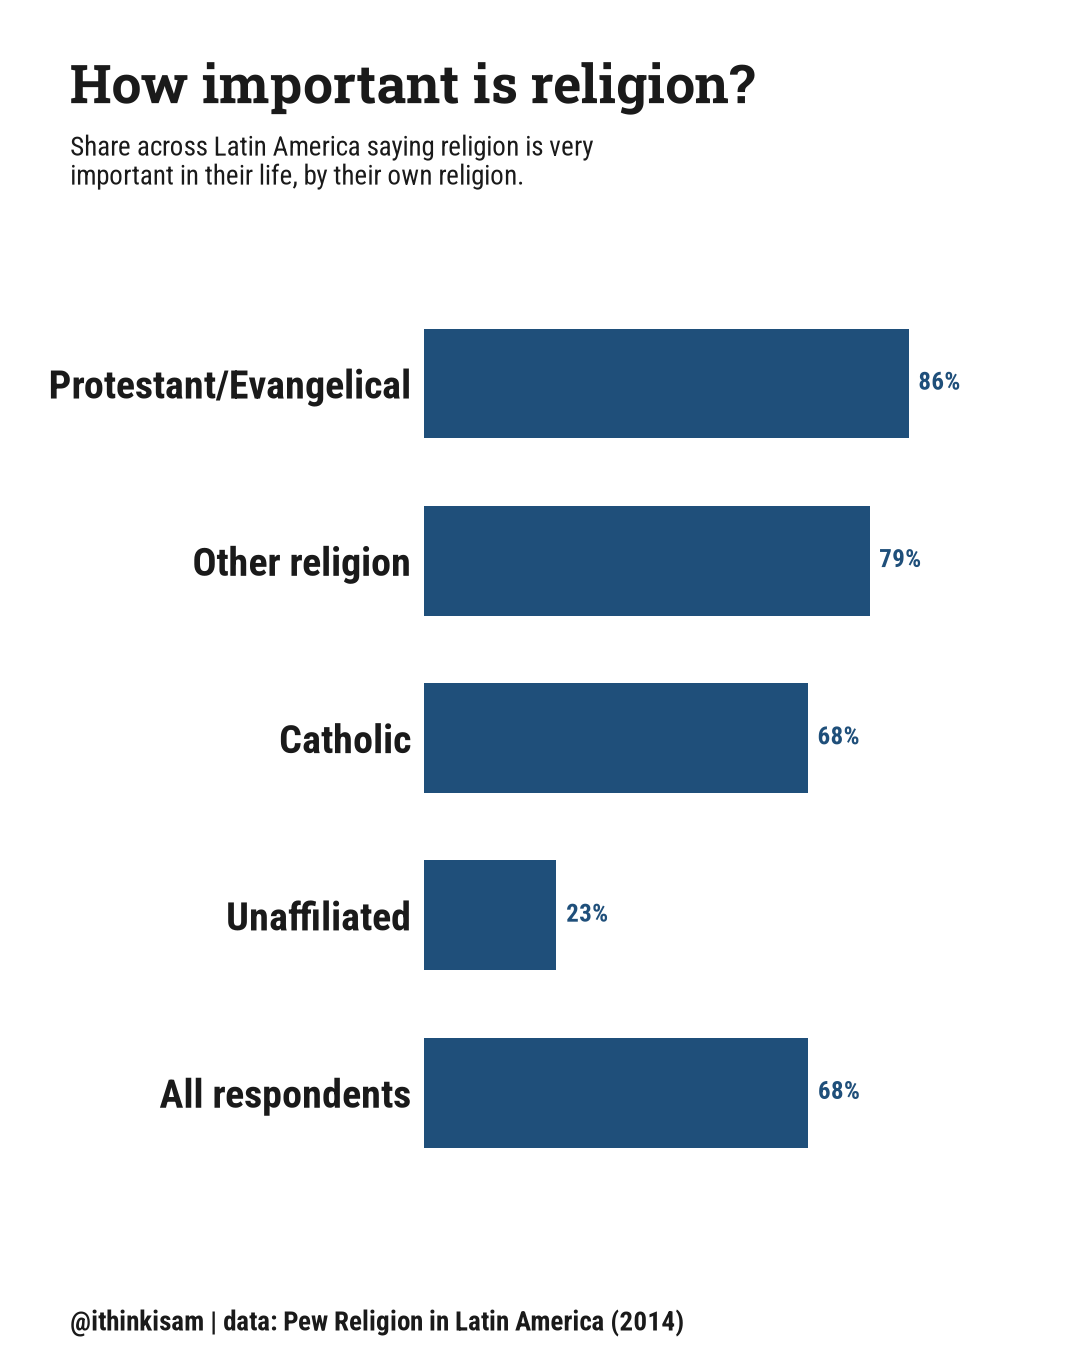 How important is religion?
Share across Latin America saying religion is very
important in their life, by their own religion.
Protestant/Evangelical 86%
Other religion 79%
Catholic 68%
Unaffiliated 23%
All respondents 68%
@ithinkisam | data: Pew Religion in Latin America (2014)